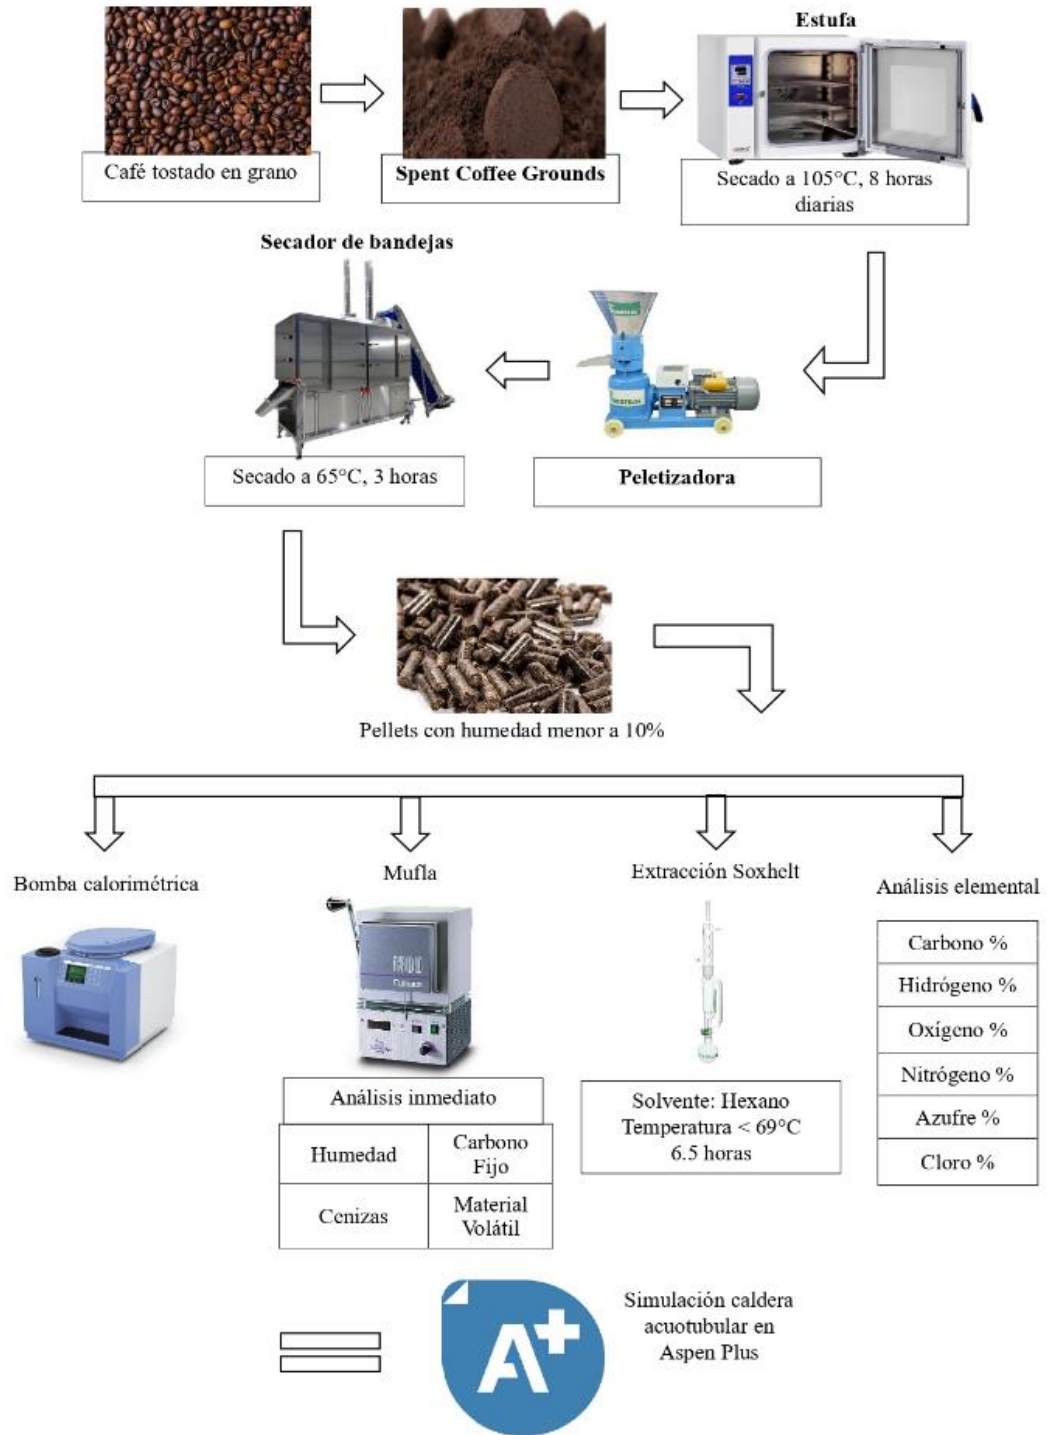 Estufa
Café tostado en grano
Spent Coffee Grounds
Secado a 105°C, 8 horas
diarias
Secador de bandejas
Secado a 65°C, 3 horas
Peletizadora
Pellets con humedad menor a 10%
Bomba calorimétrica
Mufla
Extracción Soxhelt
Análisis elemental
Análisis inmediato
Humedad
Carbono
Fijo
Cenizas
Material
Volátil
Solvente: Hexano
Temperatura < 69°C
6.5 horas
Carbono %
Hidrógeno %
Oxígeno %
Nitrógeno %
Azufre %
Cloro %
A+
Simulación caldera
acuotubular en
Aspen Plus